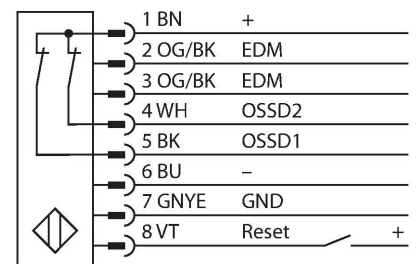 1 BN +
2 OG/BK EDM
3 OG/BK EDM
4 WH OSSD2
5 BK OSSD1
6 BU –
7 GNYE GND
8 VT Reset +